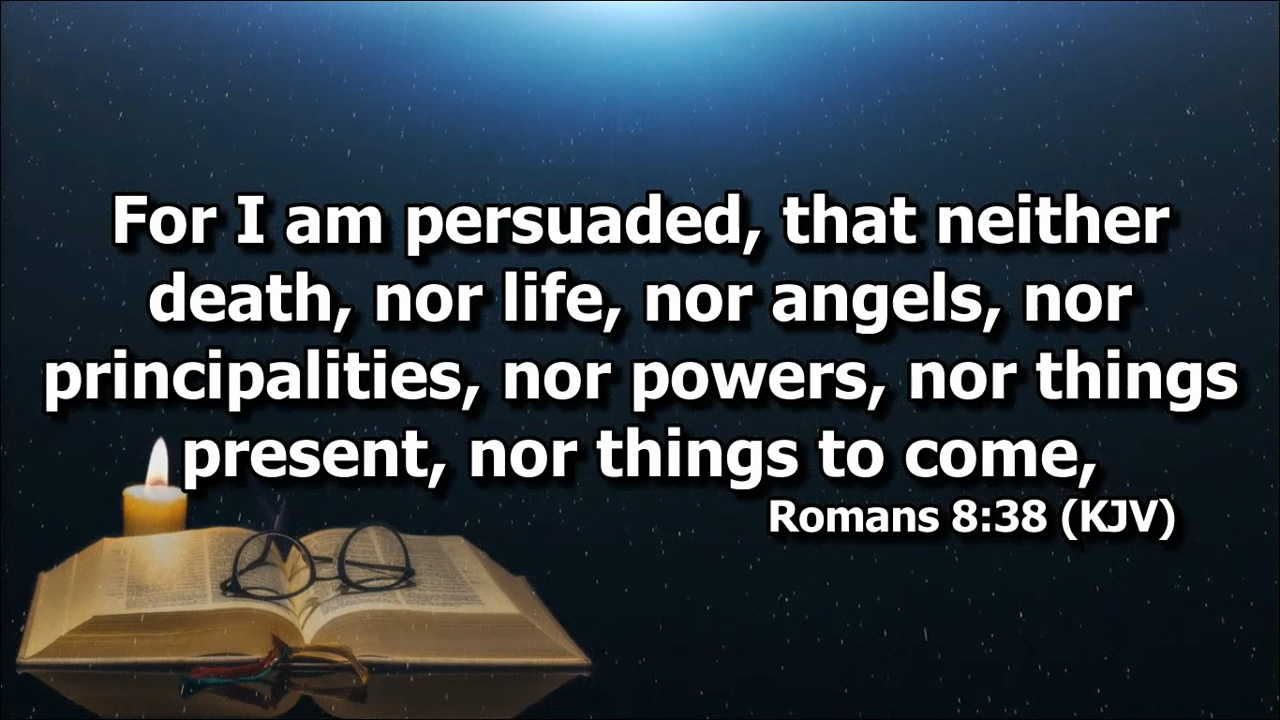 For I am persuaded, that neither
death, nor life, nor angels, nor
principalities, nor powers, nor things
present, nor things to come,
Romans 8:38 (KJV)